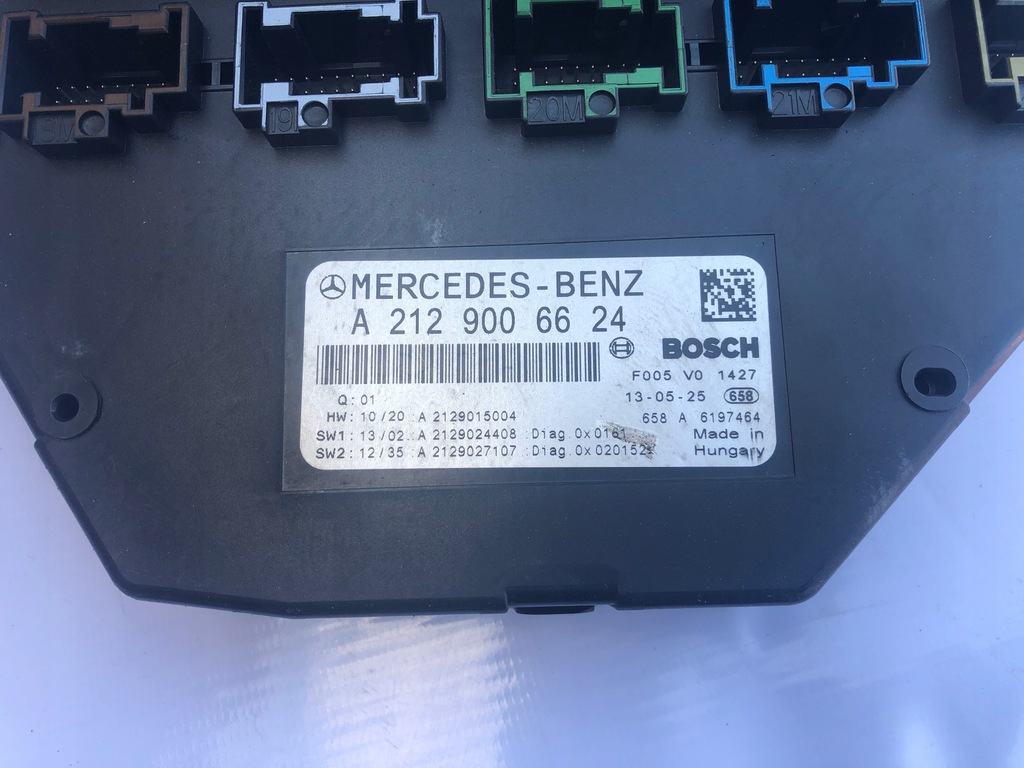 3M
19
20M
21M
MERCEDES-BENZ
A 212 900 66 24
BOSCH
F005 V0 1427
Q: 01
13-05-25 658
HW: 10/20 :A 2129015004
658 A 6197464
SW1: 13/02 :A 2129024408 :Diag.0x0161
Made in
SW2: 12/35 :A 2129027107 :Diag.0x020152
Hungary